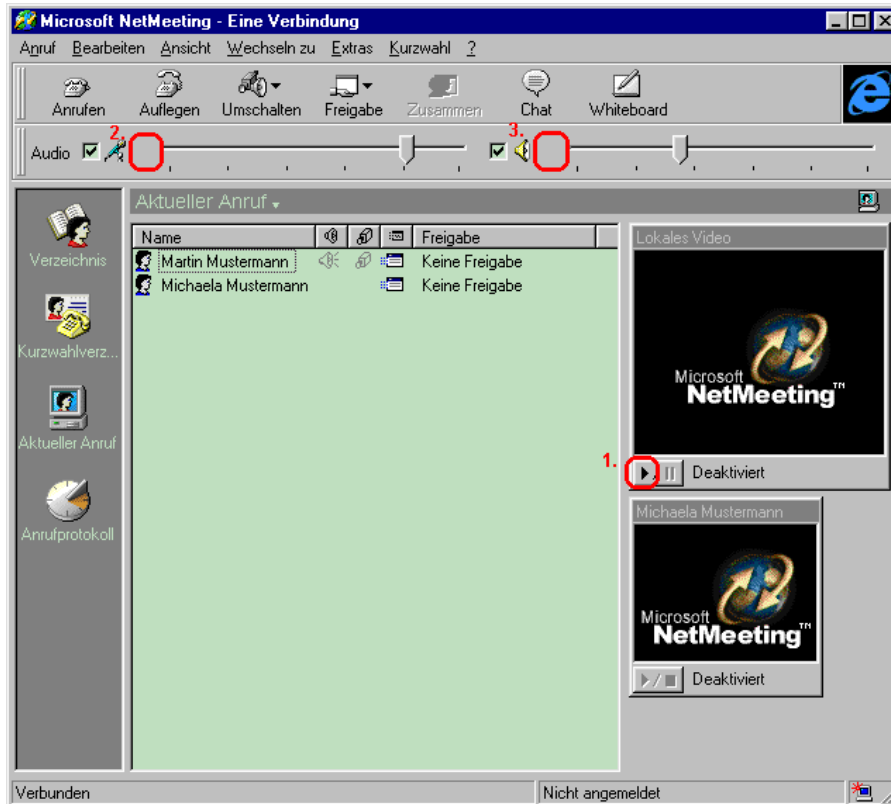 Microsoft NetMeeting - Eine Verbindung
Anruf Bearbeiten Ansicht Wechseln zu Extras Kurzwahl ?
Anrufen Auflegen Umschalten Freigabe Zusammen Chat Whiteboard
2. 3.
Audio
Aktueller Anruf
Name Freigabe
Martin Mustermann Keine Freigabe
Michaela Mustermann Keine Freigabe
Verzeichnis
Kurzwahlverz...
Aktueller Anruf
Anrufprotokoll
Lokales Video
Microsoft
NetMeeting™
1.
Deaktiviert
Michaela Mustermann
Microsoft
NetMeeting™
Deaktiviert
Verbunden Nicht angemeldet